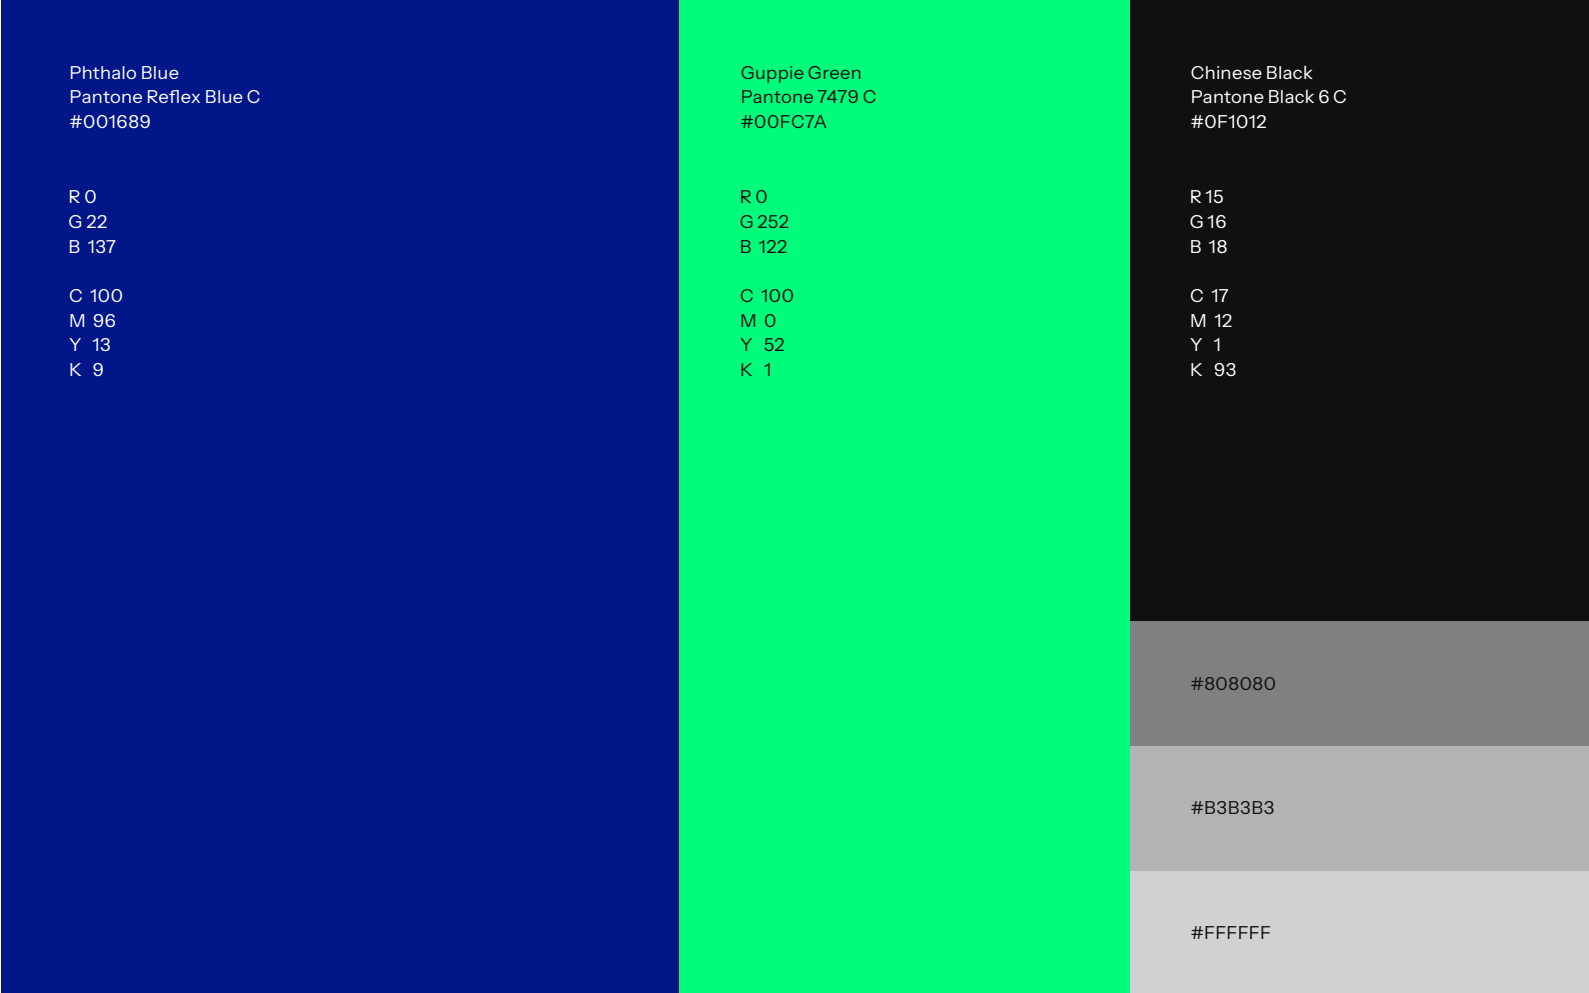 Phthalo Blue
Pantone Reflex Blue C
#001689
R 0
G 22
B 137
C 100
M 96
Y 13
K 9
Guppie Green
Pantone 7479 C
#00FC7A
R 0
G 252
B 122
C 100
M 0
Y 52
K 1
Chinese Black
Pantone Black 6 C
#0F1012
R 15
G 16
B 18
C 17
M 12
Y 1
K 93
#808080
#B3B3B3
#FFFFFF